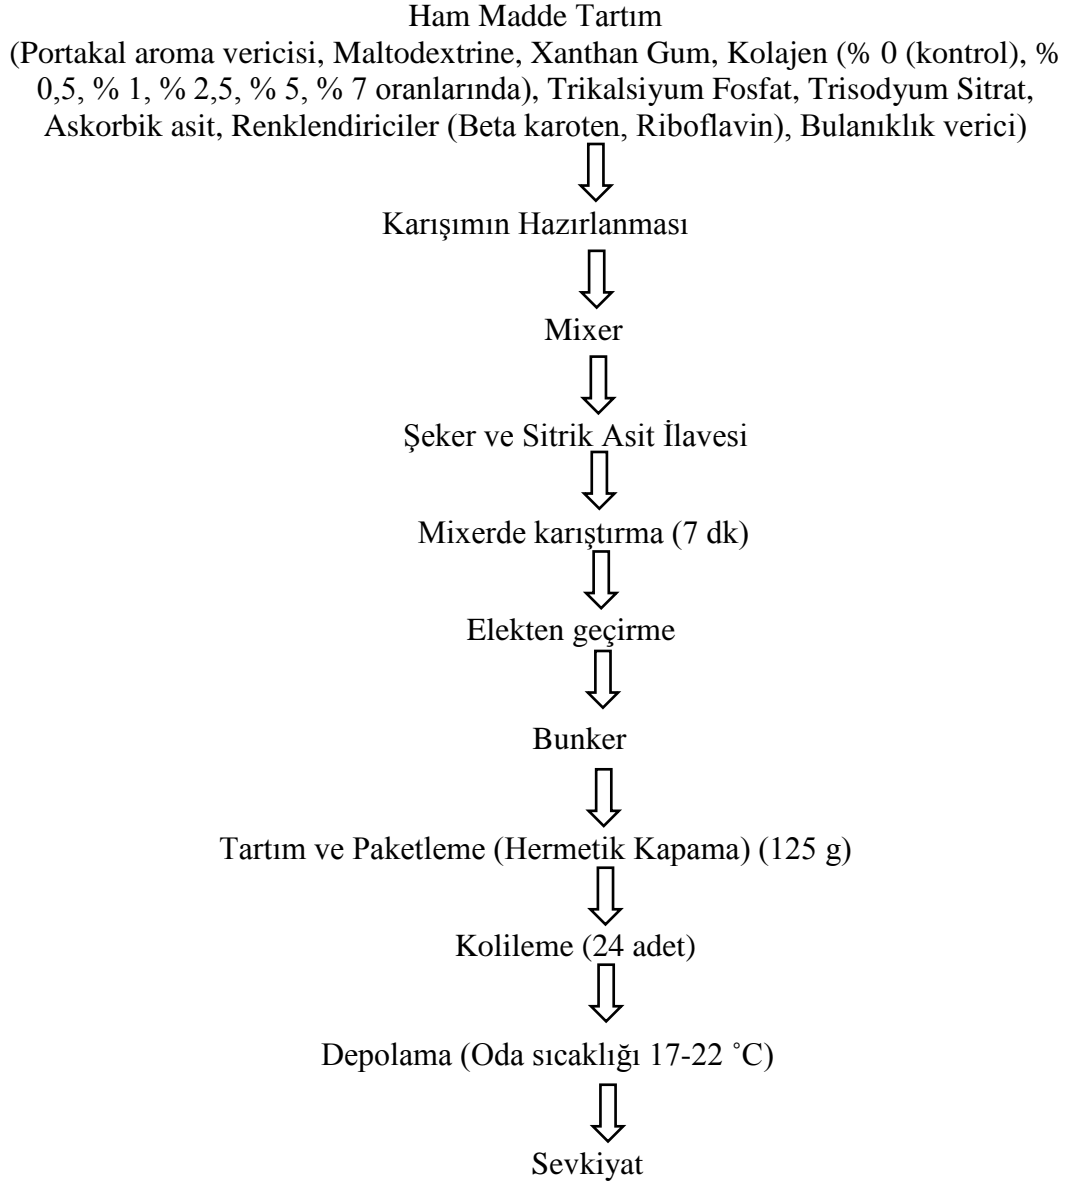 Ham Madde Tartım
(Portakal aroma vericisi, Maltodextrine, Xanthan Gum, Kolajen (% 0 (kontrol), %
0,5, % 1, % 2,5, % 5, % 7 oranlarında), Trikalsiyum Fosfat, Trisodyum Sitrat,
Askorbik asit, Renklendiriciler (Beta karoten, Riboflavin), Bulanıklık verici)
Karışımın Hazırlanması
Mixer
Şeker ve Sitrik Asit İlavesi
Mixerde karıştırma (7 dk)
Elekten geçirme
Bunker
Tartım ve Paketleme (Hermetik Kapama) (125 g)
Kolileme (24 adet)
Depolama (Oda sıcaklığı 17-22 ˚C)
Sevkiyat